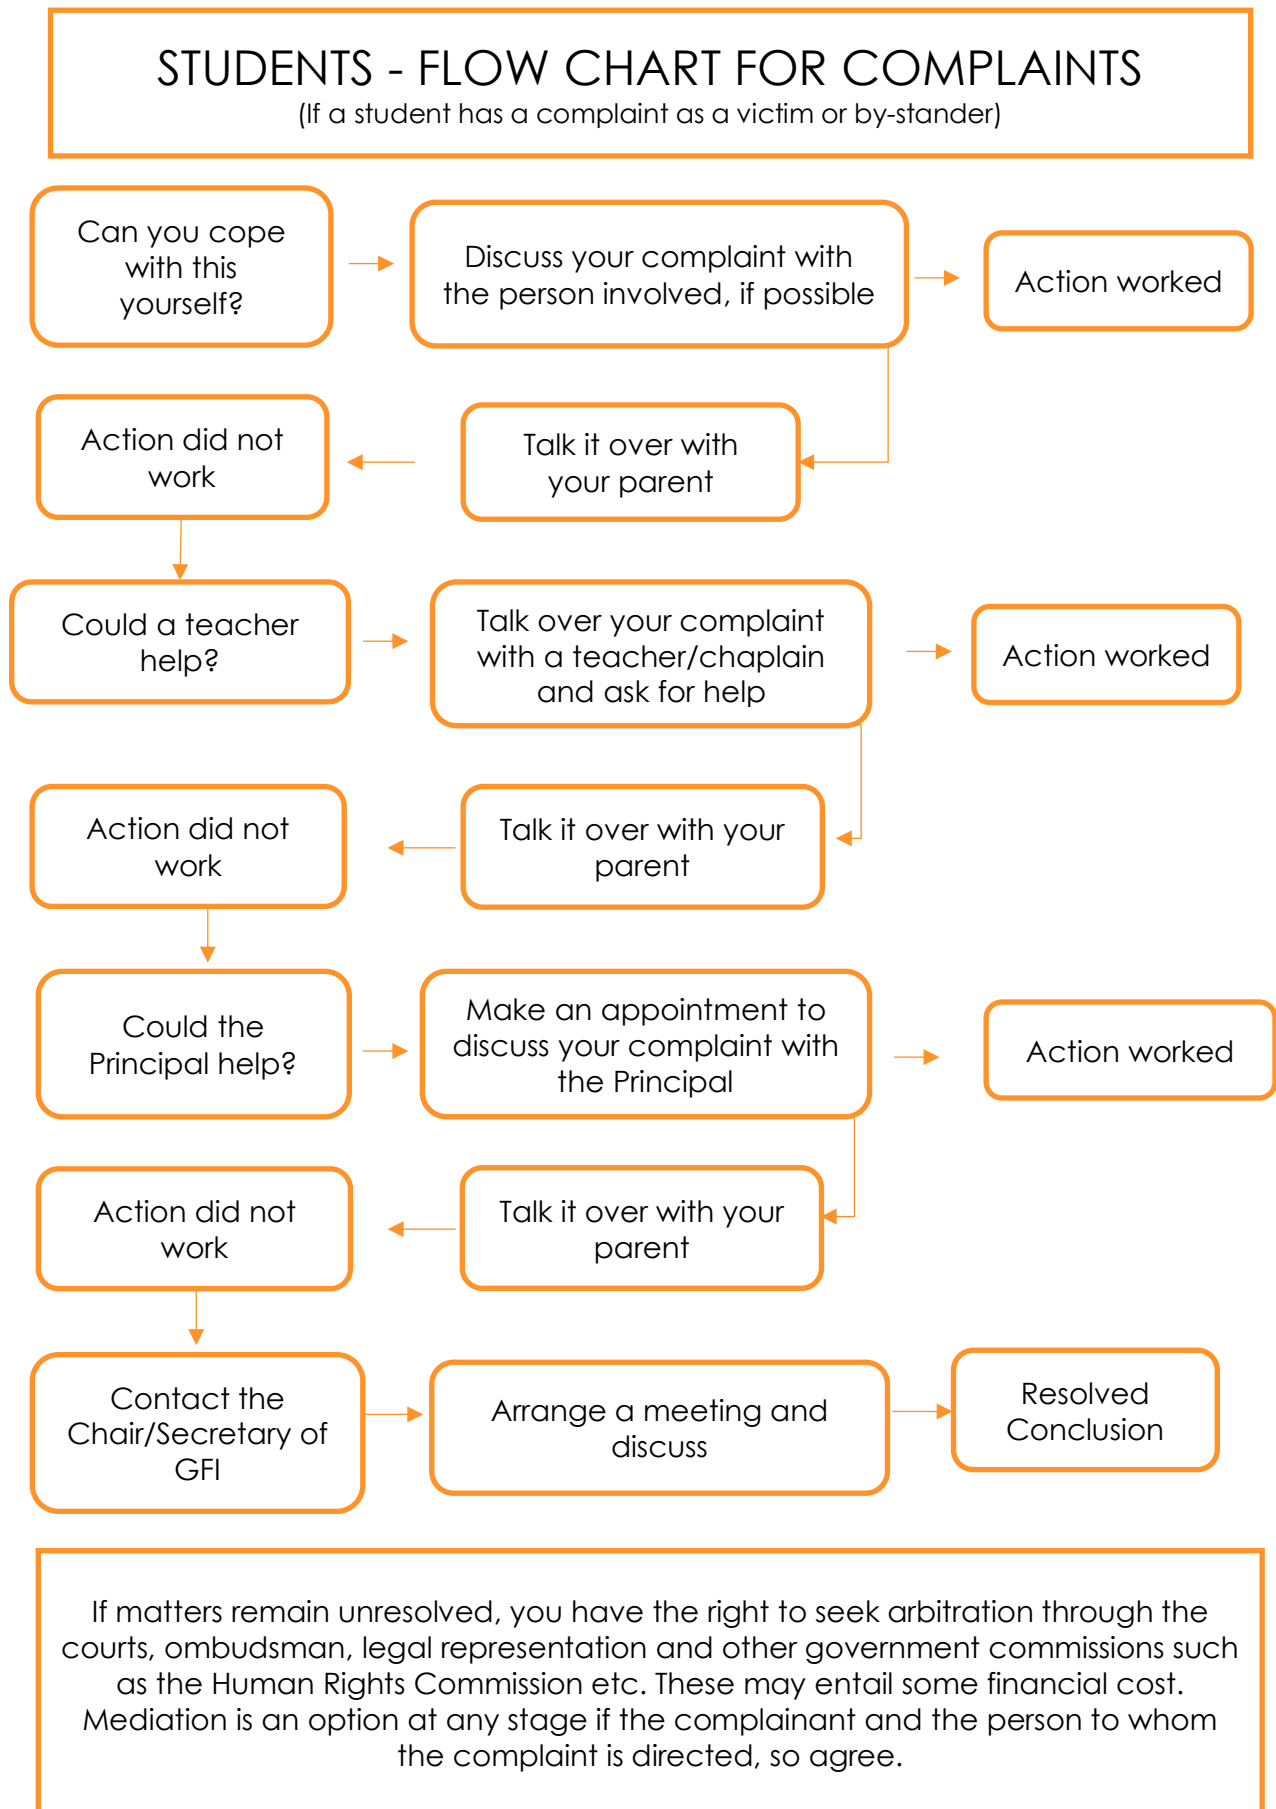 STUDENTS - FLOW CHART FOR COMPLAINTS
(If a student has a complaint as a victim or by-stander)
Can you cope
with this
yourself?
Discuss your complaint with
the person involved, if possible
Action worked
Action did not
work
Talk it over with
your parent
Could a teacher
help?
Talk over your complaint
with a teacher/chaplain
and ask for help
Action worked
Action did not
work
Talk it over with your
parent
Could the
Principal help?
Make an appointment to
discuss your complaint with
the Principal
Action worked
Action did not
work
Talk it over with your
parent
Contact the
Chair/Secretary of
GFI
Arrange a meeting and
discuss
Resolved
Conclusion
If matters remain unresolved, you have the right to seek arbitration through the
courts, ombudsman, legal representation and other government commissions such
as the Human Rights Commission etc. These may entail some financial cost.
Mediation is an option at any stage if the complainant and the person to whom
the complaint is directed, so agree.